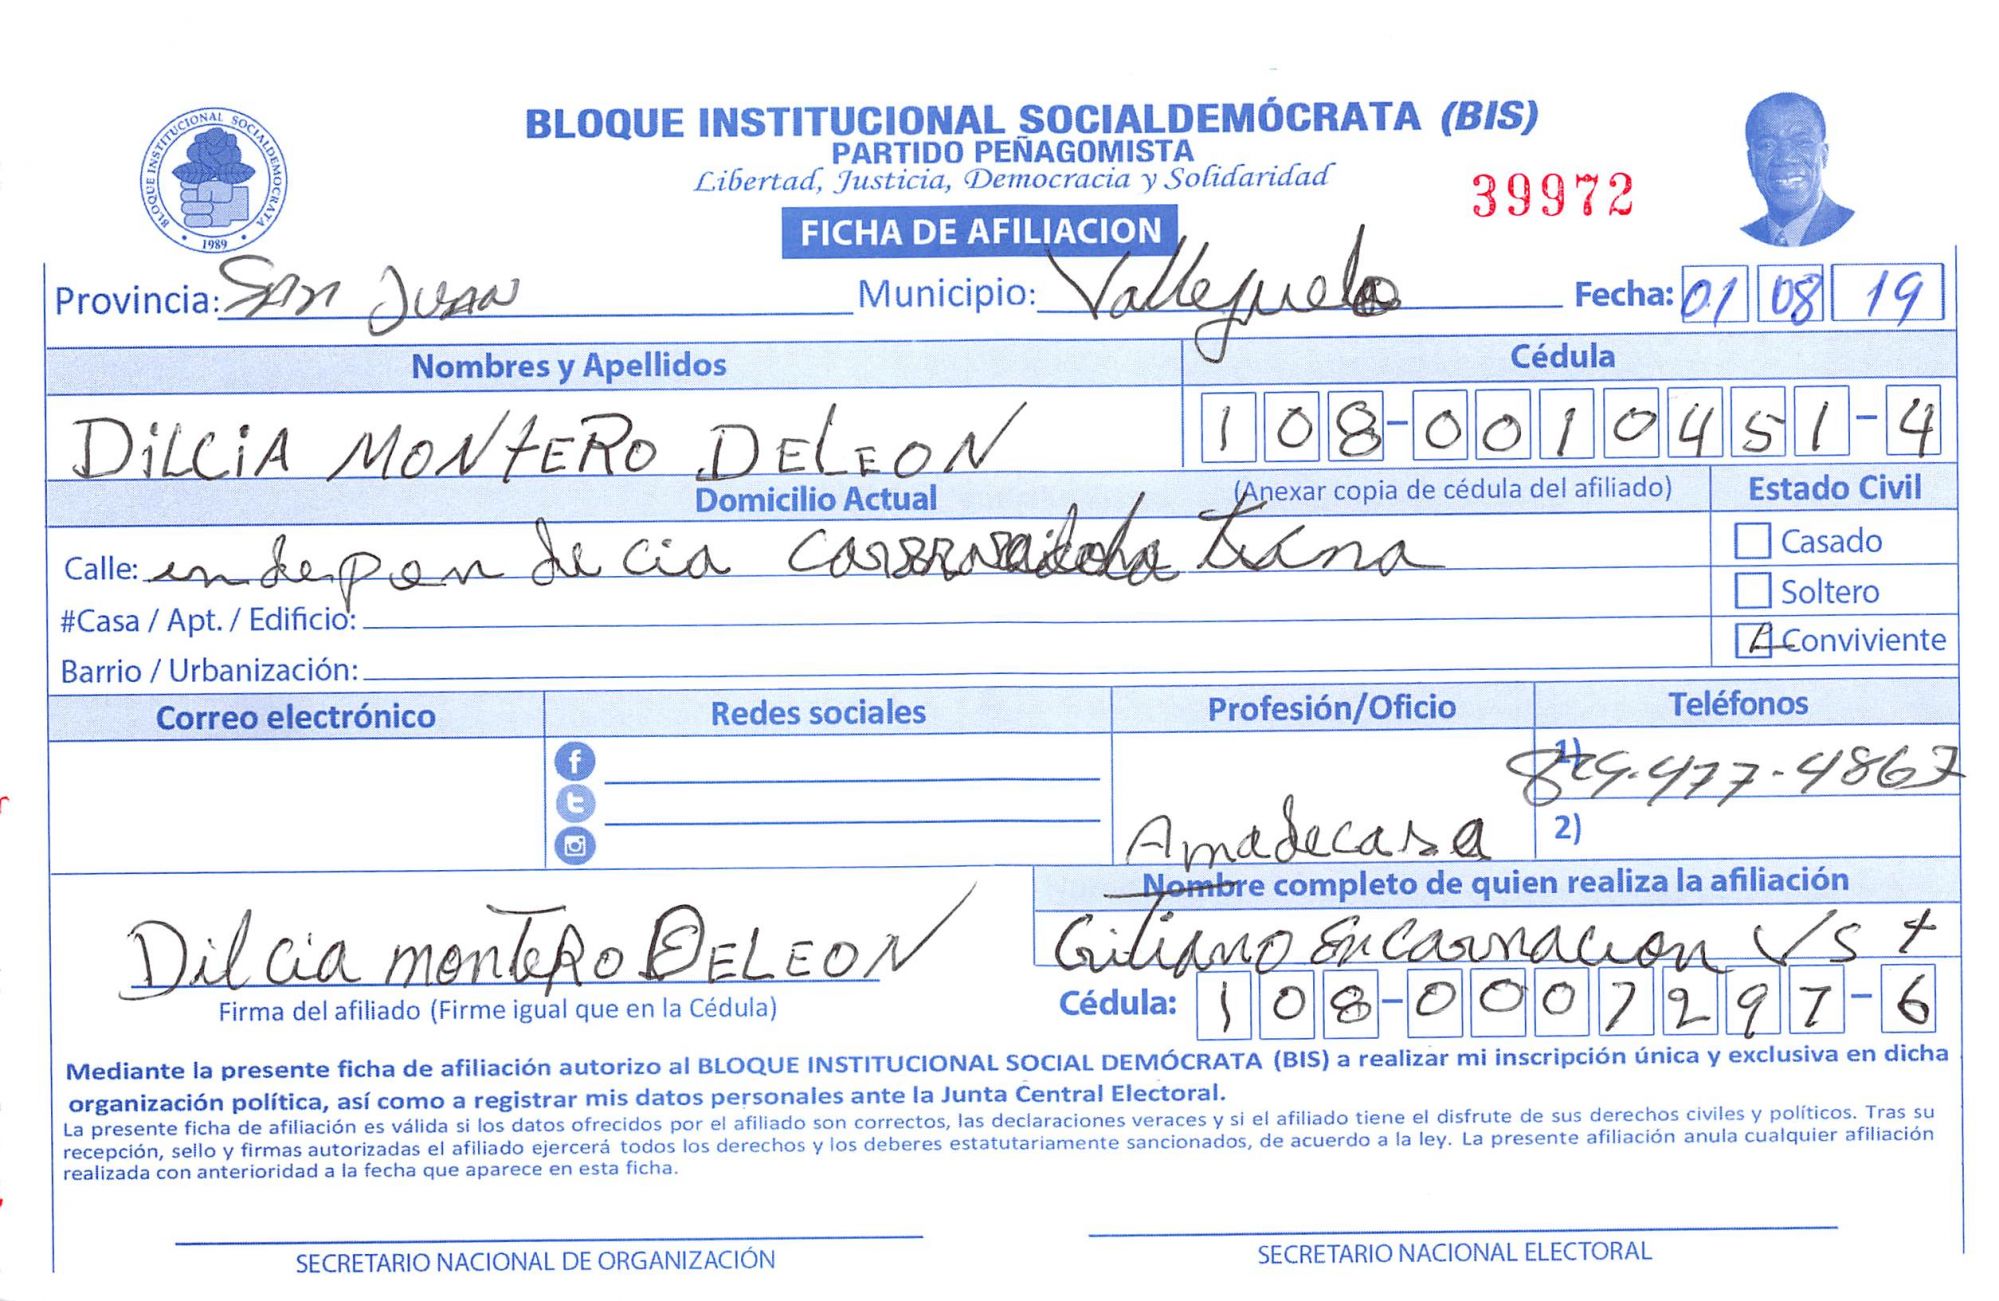 BLOQUE INSTITUCIONAL SOCIALDEMÓCRATA (BIS)
PARTIDO PEÑAGOMISTA
Libertad, Justicia, Democracia y Solidaridad
BLOQUE INSTITUCIONAL SOCIALDEMOCRATA
1989
39972
FICHA DE AFILIACION
Provincia: San Juan Municipio: Vallejuelo Fecha: 01 08 19
Nombres y Apellidos Cédula
DiLCiA MONTERO DELEON 108-0010451-4
Domicilio Actual (Anexar copia de cédula del afiliado) Estado Civil
Calle: independecia
Casado
#Casa / Apt. / Edificio:
Soltero
Barrio / Urbanización:
Conviviente
Correo electrónico Redes sociales Profesión/Oficio Teléfonos
1) 829-477-4867
Amadecasa
2)
Nombre completo de quien realiza la afiliación
Dilcia monTERO DELEON
Encarnacion
Firma del afiliado (Firme igual que en la Cédula)
Cédula: 108-0007297-6
Mediante la presente ficha de afiliación autorizo al BLOQUE INSTITUCIONAL SOCIAL DEMÓCRATA (BIS) a realizar mi inscripción única y exclusiva en dicha
organización política, así como a registrar mis datos personales ante la Junta Central Electoral.
La presente ficha de afiliación es válida si los datos ofrecidos por el afiliado son correctos, las declaraciones veraces y si el afiliado tiene el disfrute de sus derechos civiles y políticos. Tras su
recepción, sello y firmas autorizadas el afiliado ejercerá todos los derechos y los deberes estatutariamente sancionados, de acuerdo a la ley. La presente afiliación anula cualquier afiliación
realizada con anterioridad a la fecha que aparece en esta ficha.
SECRETARIO NACIONAL DE ORGANIZACIÓN
SECRETARIO NACIONAL ELECTORAL